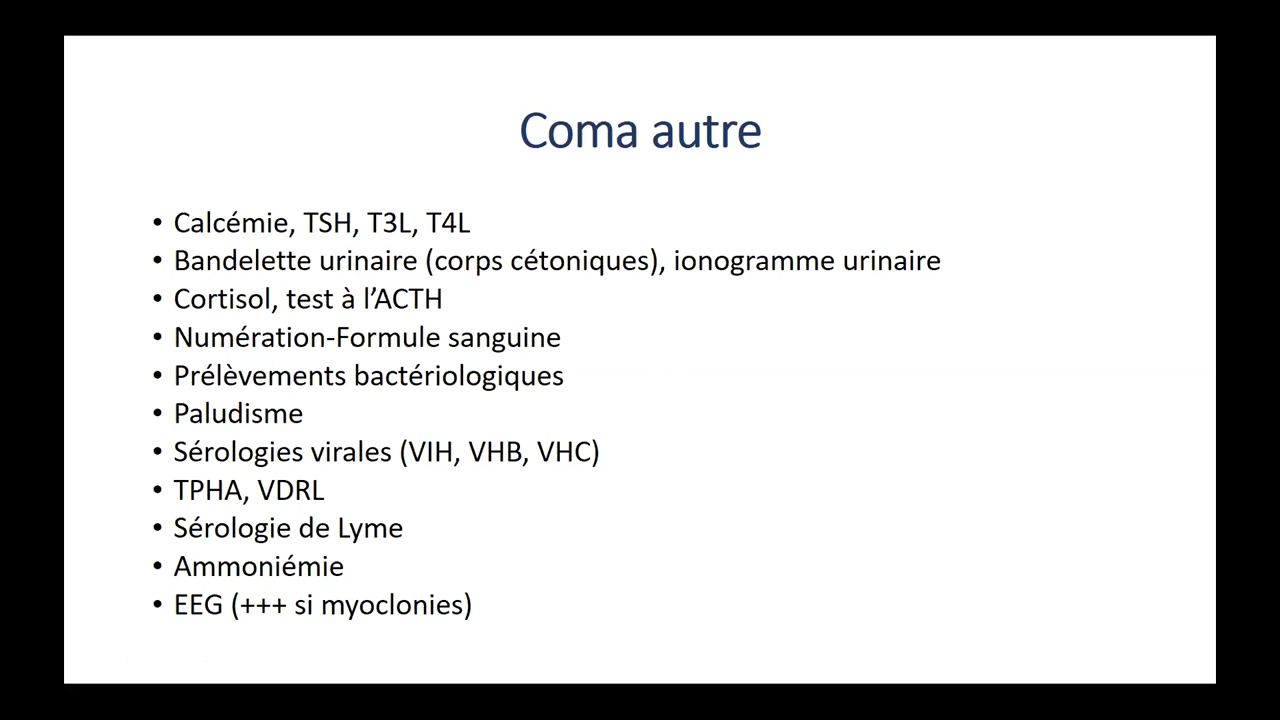 Coma autre
• Calcémie, TSH, T3L, T4L
• Bandelette urinaire (corps cétoniques), ionogramme urinaire
• Cortisol, test à l’ACTH
• Numération-Formule sanguine
• Prélèvements bactériologiques
• Paludisme
• Sérologies virales (VIH, VHB, VHC)
• TPHA, VDRL
• Sérologie de Lyme
• Ammoniémie
• EEG (+++ si myoclonies)